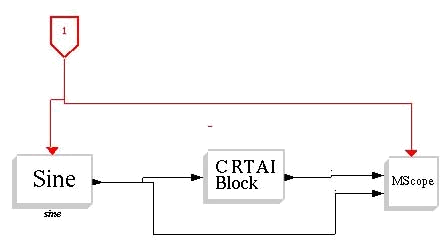 1
Sine
sine
CRTAI
Block
MScope